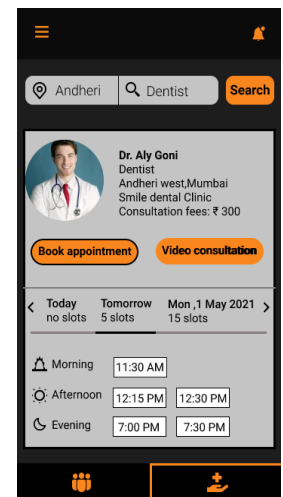 Andheri Dentist Search
Dr. Aly Goni
Dentist
Andheri west,Mumbai
Smile dental Clinic
Consultation fees: ₹ 300
Book appointment Video consultation
< Today Tomorrow Mon ,1 May 2021 >
no slots 5 slots 15 slots
Morning 11:30 AM
Afternoon 12:15 PM 12:30 PM
Evening 7:00 PM 7:30 PM